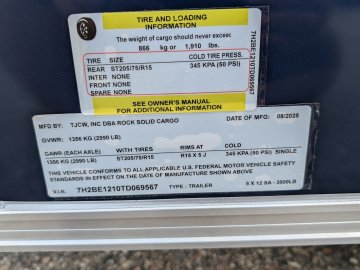 TIRE AND LOADING
INFORMATION
The weight of cargo should never exceed
866 kg or 1,910 lbs.
TIRE SIZE COLD TIRE PRESS.
REAR ST205/75/R15 345 KPA (50 PSI)
INTER NONE
FRONT NONE
SPARE NONE
SEE OWNER'S MANUAL
FOR ADDITIONAL INFORMATION
7H2BE1210TD069567
MFD BY: TJCW, INC DBA ROCK SOLID CARGO DATE OF MFG: 08/2025
GVWR: 1356 KG (2990 LB)
GAWR (EACH AXLE) WITH TIRES RIMS AT COLD
1356 KG (2990 LB) ST205/75/R15 R15 X 5 J 345 KPA (50 PSI) SINGLE
THIS VEHICLE CONFORMS TO ALL APPLICABLE U.S. FEDERAL MOTOR VEHICLE SAFETY
STANDARDS IN EFFECT ON THE DATE OF MANUFACTURE SHOWN ABOVE
V.I.N. 7H2BE1210TD069567 TYPE: TRAILER 5 X 12 SA - 3500LB